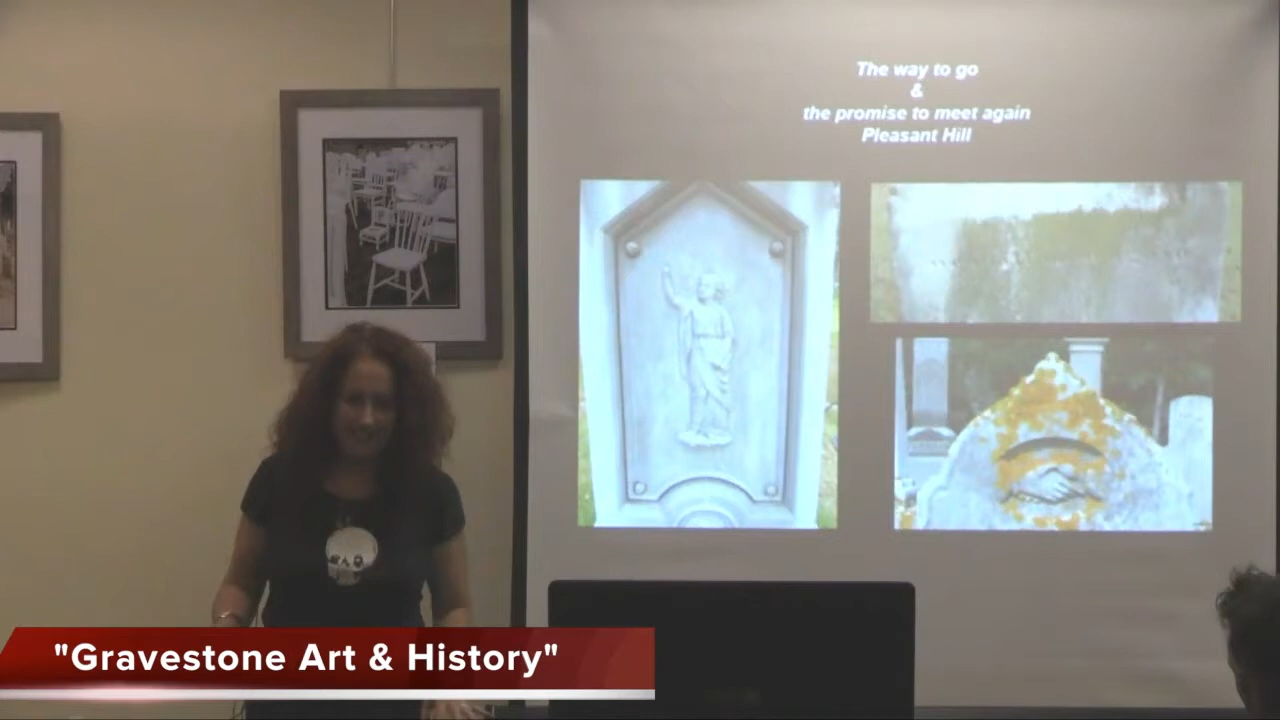 The way to go
&
the promise to meet again
Pleasant Hill
"Gravestone Art & History"